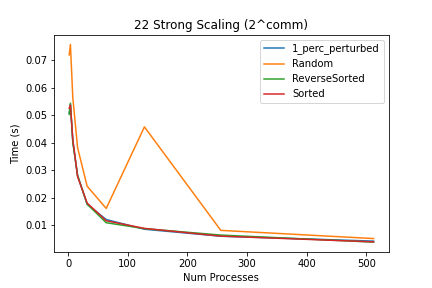 22 Strong Scaling (2^comm)
1_perc_perturbed
Random
ReverseSorted
Sorted
Time (s)
0.07
0.06
0.05
0.04
0.03
0.02
0.01
0 100 200 300 400 500
Num Processes